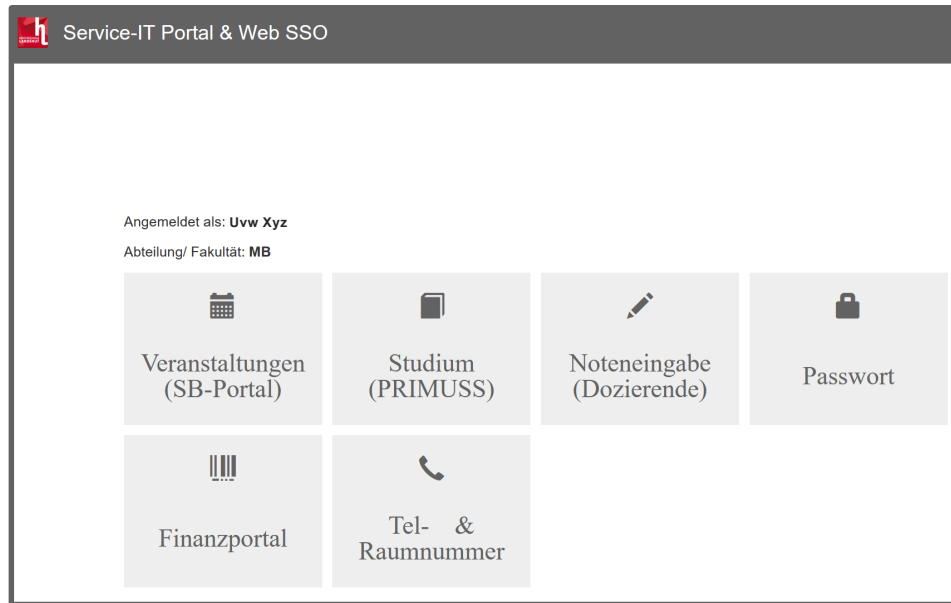 Service-IT Portal & Web SSO
Angemeldet als: Uvw Xyz
Abteilung/ Fakultät: MB
Veranstaltungen
(SB-Portal)
Studium
(PRIMUSS)
Noteneingabe
(Dozierende)
Passwort
Finanzportal
Tel- &
Raumnummer